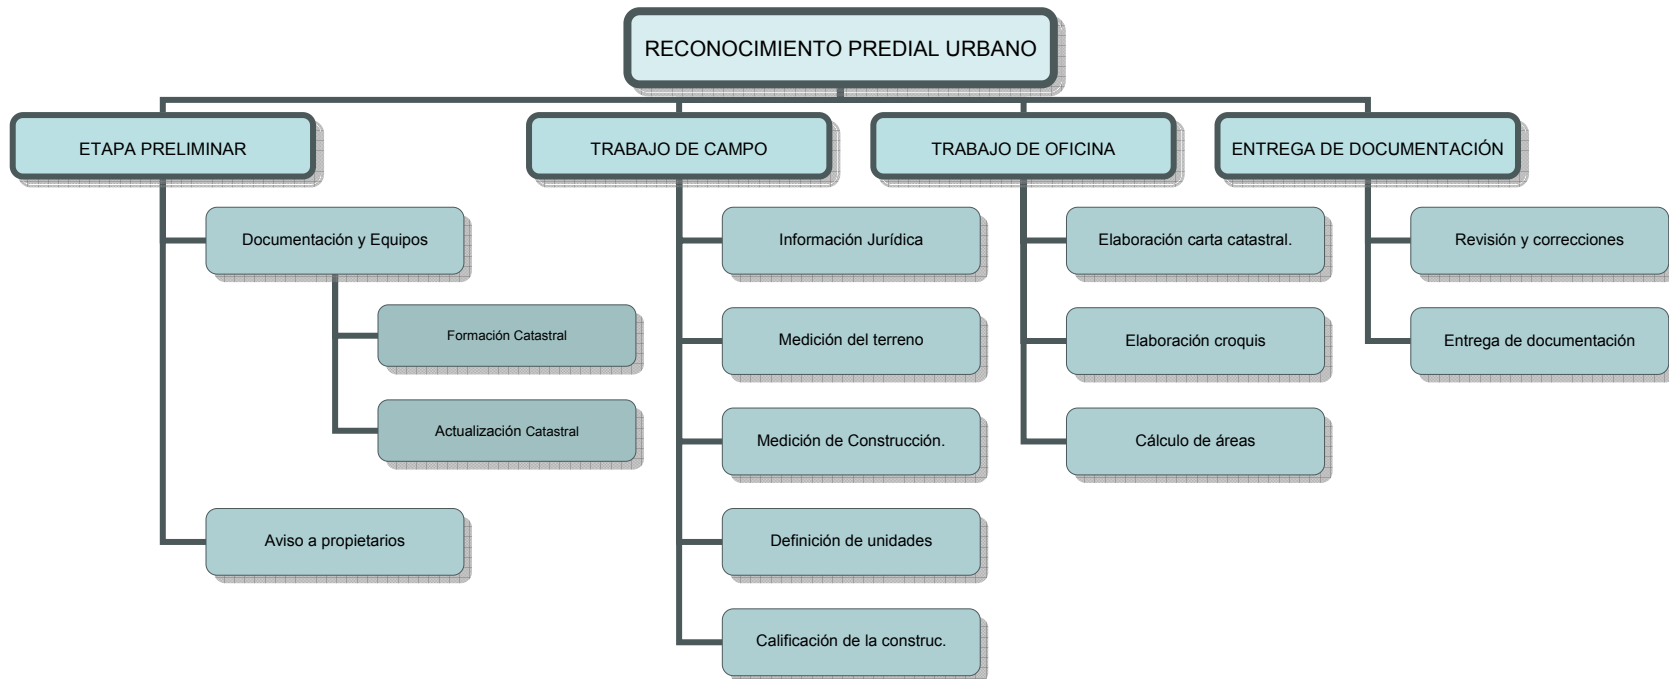 RECONOCIMIENTO PREDIAL URBANO
ETAPA PRELIMINAR
TRABAJO DE CAMPO
TRABAJO DE OFICINA
ENTREGA DE DOCUMENTACIÓN
Documentación y Equipos
Formación Catastral
Actualización Catastral
Aviso a propietarios
Información Jurídica
Medición del terreno
Medición de Construcción.
Definición de unidades
Calificación de la construc.
Elaboración carta catastral.
Elaboración croquis
Cálculo de áreas
Revisión y correcciones
Entrega de documentación